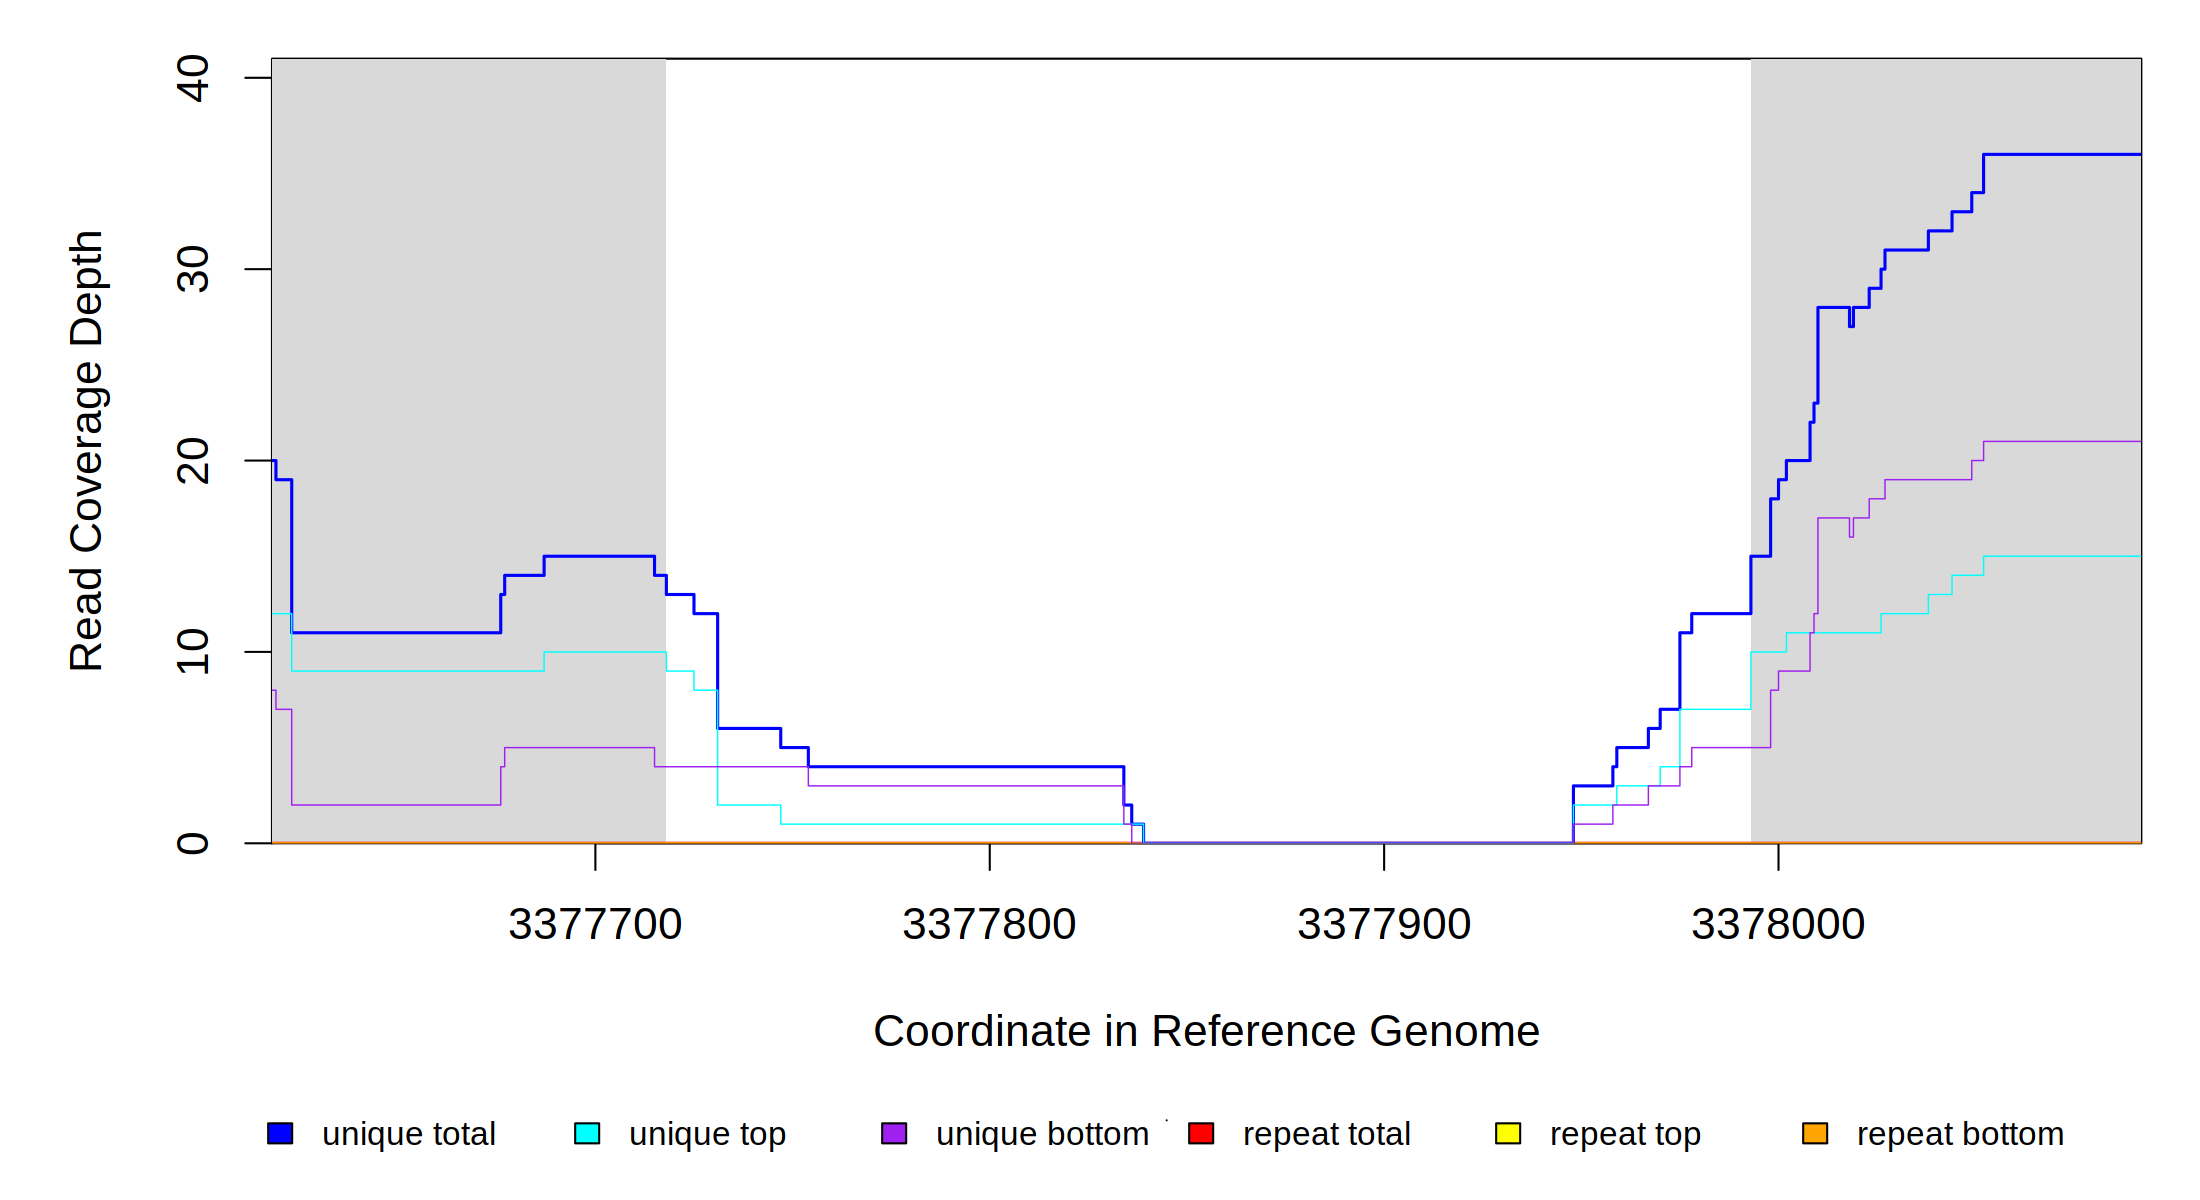 40
30
20
10
0
Read Coverage Depth
3377700 3377800 3377900 3378000
Coordinate in Reference Genome
unique total unique top unique bottom repeat total repeat top repeat bottom